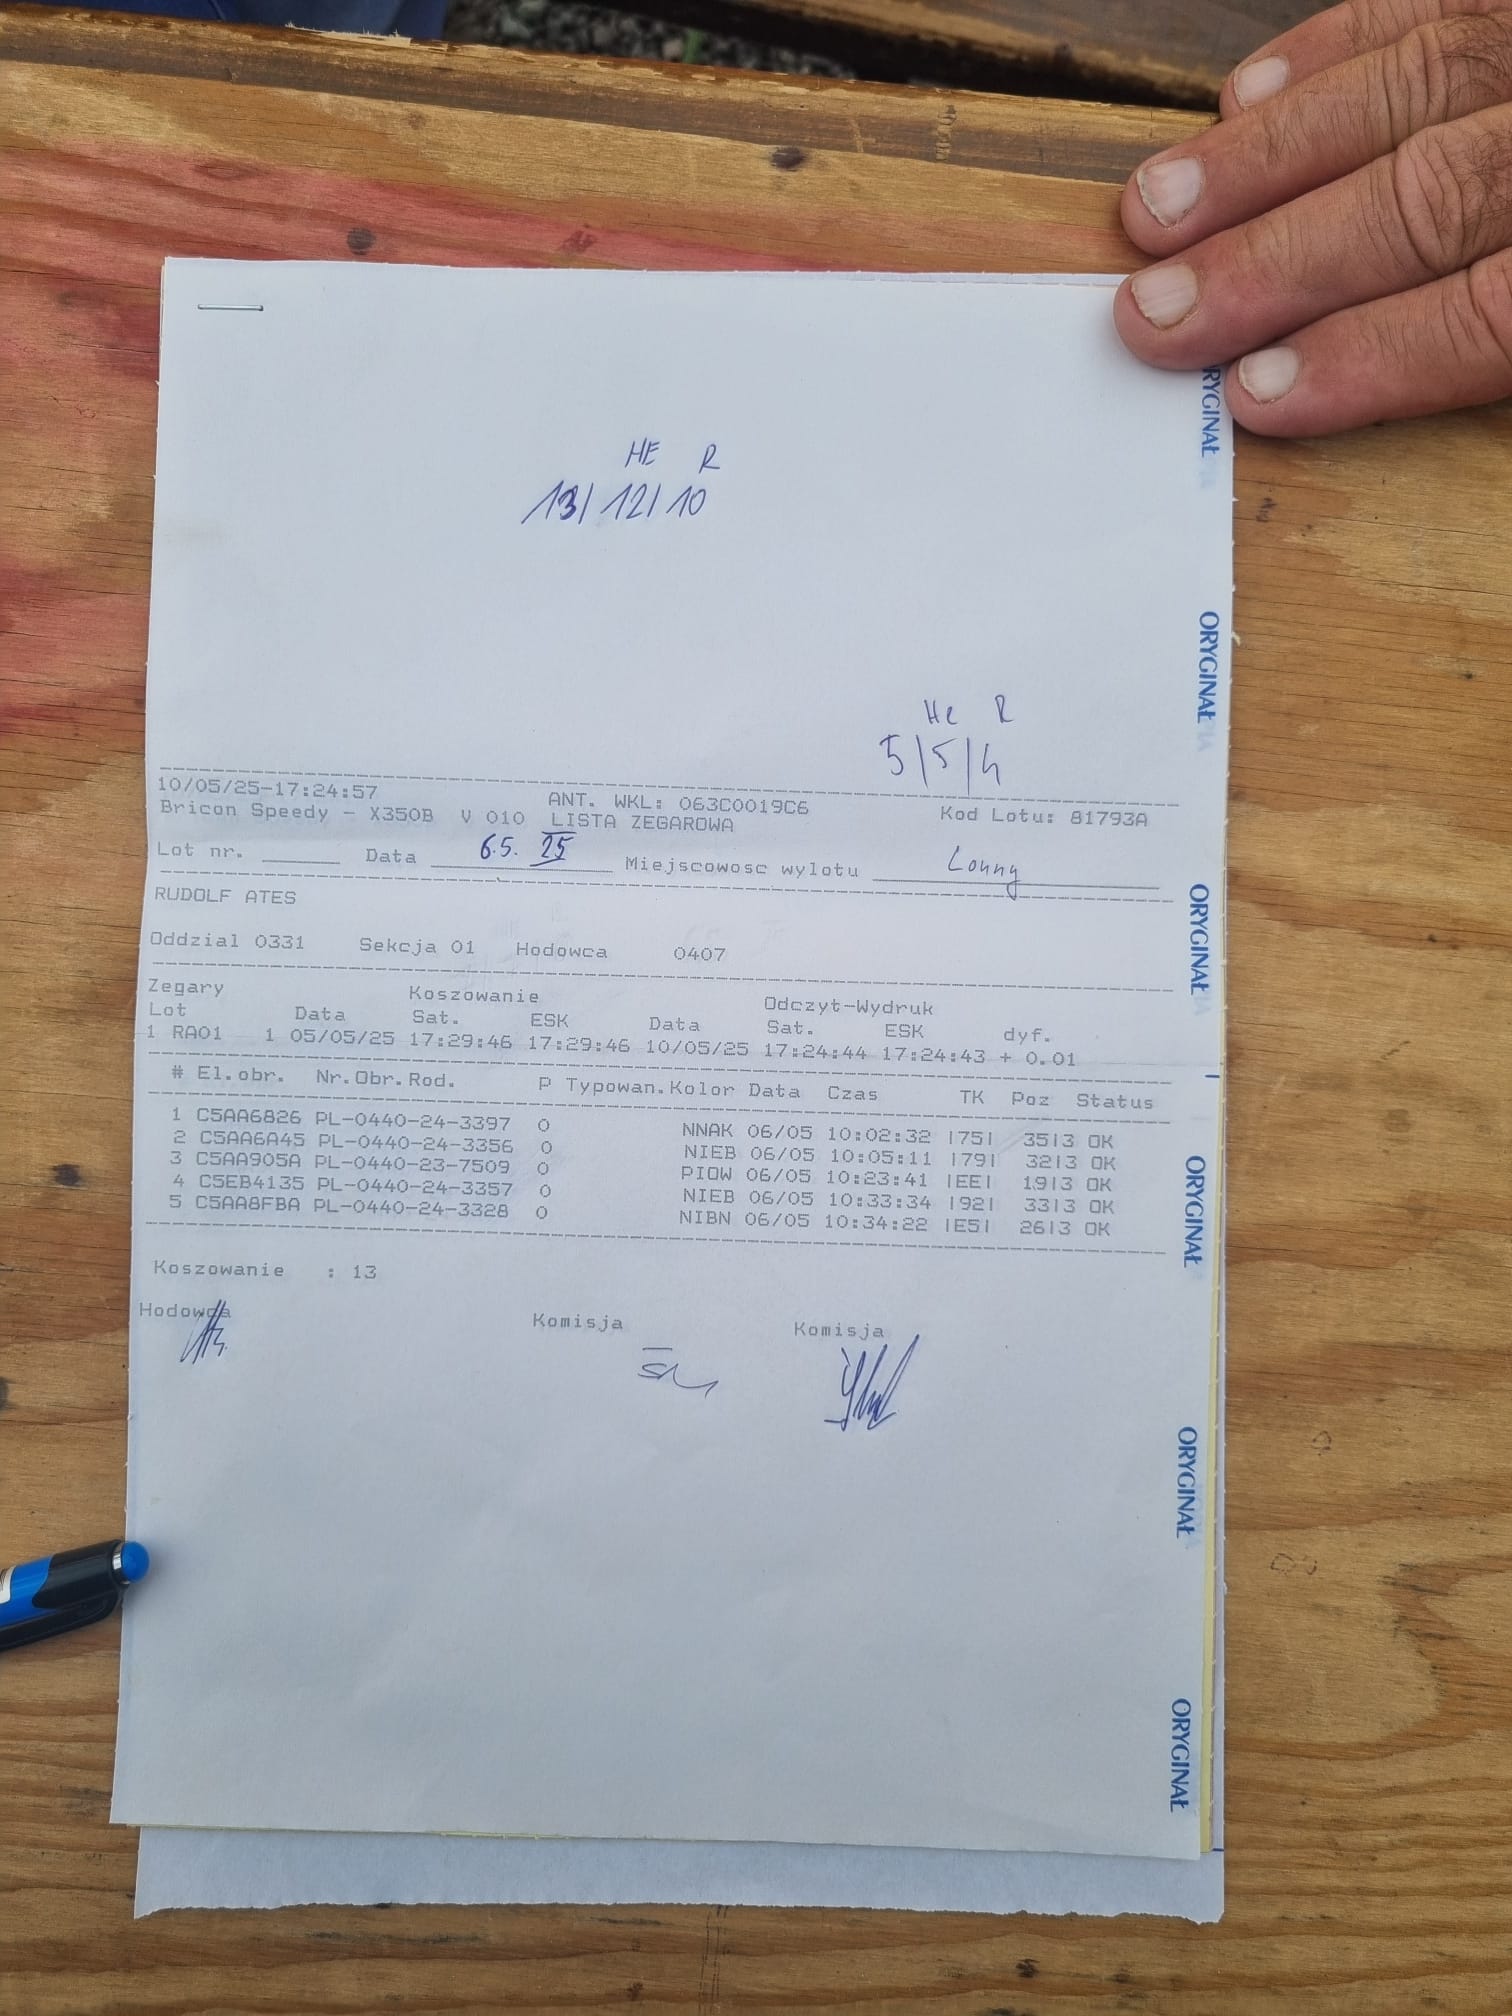 HE R
13/ 12/ 10
He R
5/5/4
10/05/25-17:24:57 ANT. WKL: 063C0019C6 Kod Lotu: 81793A
Bricon Speedy - X350B V 010 LISTA ZEGAROWA
Lot nr. ______ Data 6.5. 25 Miejscowosc wylotu Lonny
RUDOLF ATES
Oddzial 0331 Sekcja 01 Hodowca 0407
Zegary Koszowanie Odczyt-Wydruk
Lot Data Sat. ESK Data Sat. ESK dyf.
1 RA01 1 05/05/25 17:29:46 17:29:46 10/05/25 17:24:44 17:24:43 + 0.01
# El.obr. Nr.Obr.Rod. P Typowan.Kolor Data Czas TK Poz Status
1 C5AA6826 PL-0440-24-3397 0 NNAK 06/05 10:02:32 |75| 35|3 OK
2 C5AA6A45 PL-0440-24-3356 0 NIEB 06/05 10:05:11 |79| 32|3 OK
3 C5AA905A PL-0440-23-7509 0 PIOW 06/05 10:23:41 |EE| 19|3 OK
4 C5EB4135 PL-0440-24-3357 0 NIEB 06/05 10:33:34 |92| 33|3 OK
5 C5AA8FBA PL-0440-24-3328 0 NIBN 06/05 10:34:22 |E5| 26|3 OK
Koszowanie : 13
Hodowca Komisja Komisja
ORYGINAŁ
ORYGINAŁ
ORYGINAŁ
ORYGINAŁ
ORYGINAŁ
ORYGINAŁ